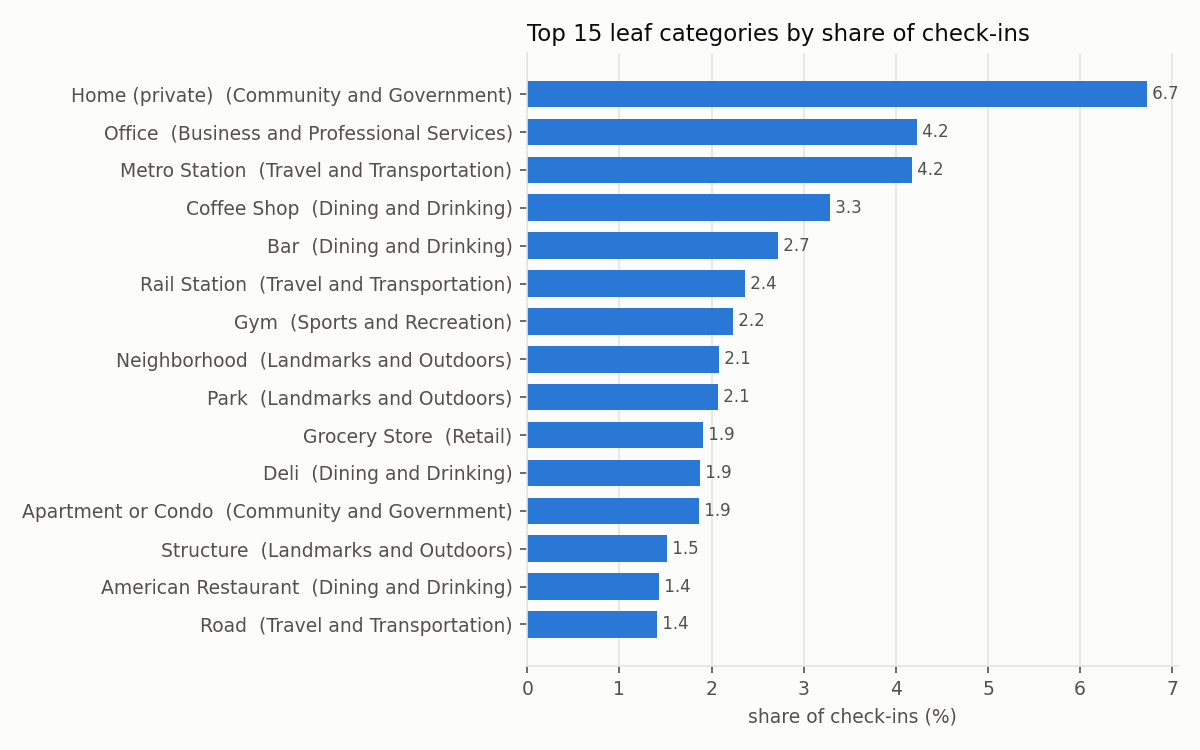 Top 15 leaf categories by share of check-ins
Home (private)  (Community and Government) 6.7
Office  (Business and Professional Services) 4.2
Metro Station  (Travel and Transportation) 4.2
Coffee Shop  (Dining and Drinking) 3.3
Bar  (Dining and Drinking) 2.7
Rail Station  (Travel and Transportation) 2.4
Gym  (Sports and Recreation) 2.2
Neighborhood  (Landmarks and Outdoors) 2.1
Park  (Landmarks and Outdoors) 2.1
Grocery Store  (Retail) 1.9
Deli  (Dining and Drinking) 1.9
Apartment or Condo  (Community and Government) 1.9
Structure  (Landmarks and Outdoors) 1.5
American Restaurant  (Dining and Drinking) 1.4
Road  (Travel and Transportation) 1.4
0 1 2 3 4 5 6 7
share of check-ins (%)